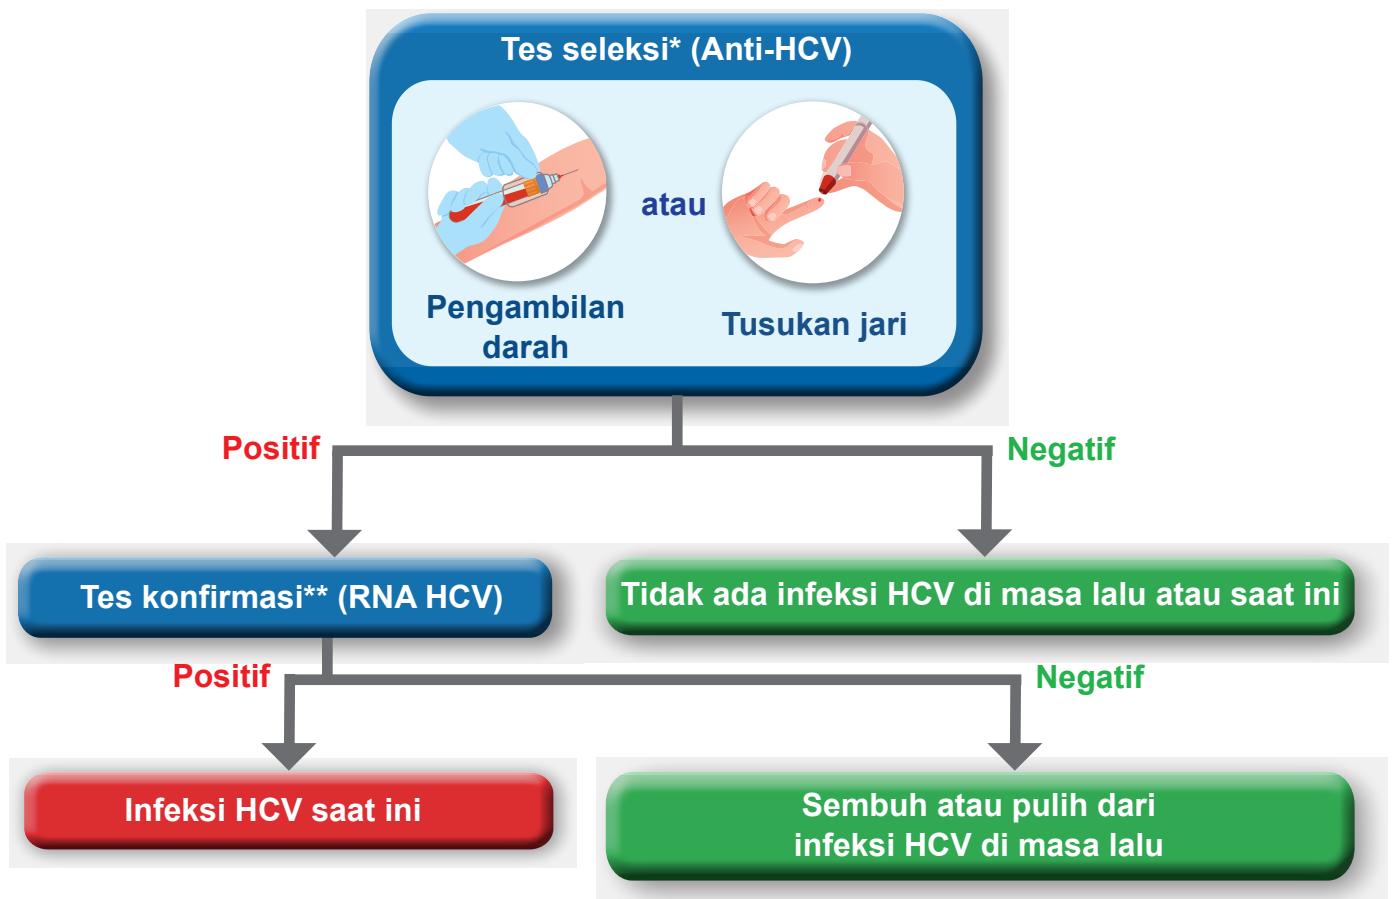 Tes seleksi* (Anti-HCV)
atau
Pengambilan
darah
Tusukan jari
Positif
Negatif
Tes konfirmasi** (RNA HCV)
Tidak ada infeksi HCV di masa lalu atau saat ini
Positif
Negatif
Infeksi HCV saat ini
Sembuh atau pulih dari
infeksi HCV di masa lalu